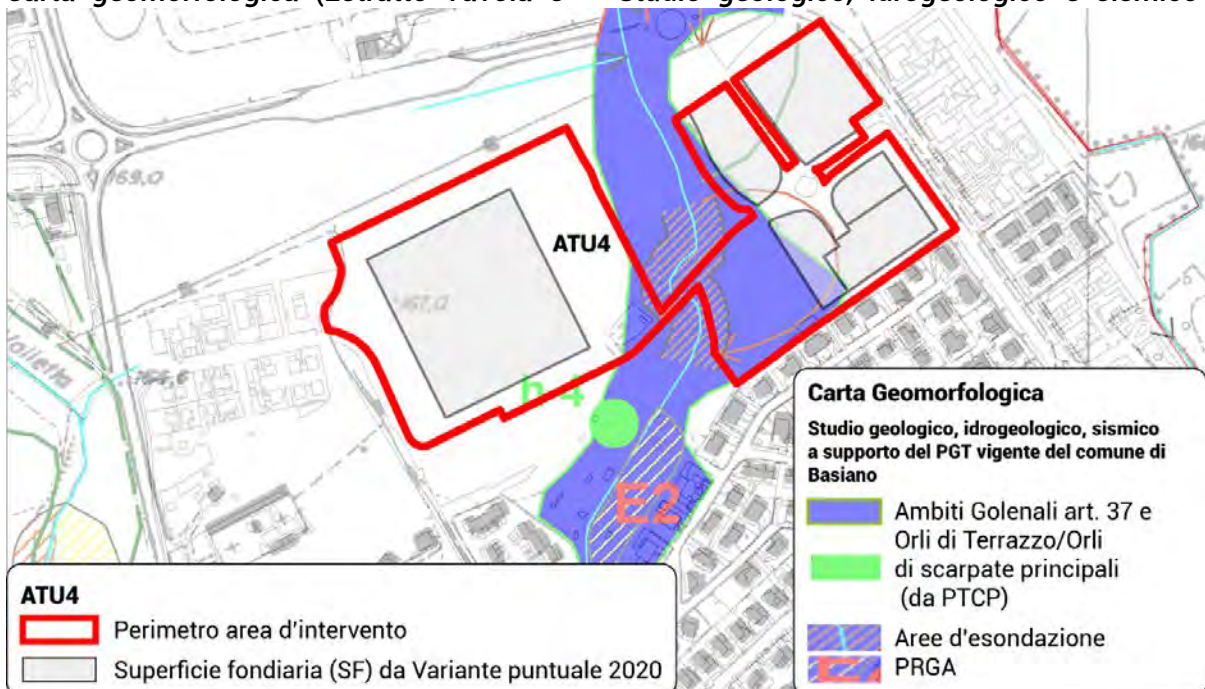 Carta geomorfologica (Estratto Tavola 3 - Studio geologico, idrogeologico e sismico
169,0
ATU4
167,0
Valletta
166,6
h 4
E2
Carta Geomorfologica
Studio geologico, idrogeologico, sismico
a supporto del PGT vigente del comune di
Basiano
Ambiti Golenali art. 37 e
Orli di Terrazzo/Orli
di scarpate principali
(da PTCP)
Aree d'esondazione
PRGA
ATU4
Perimetro area d'intervento
Superficie fondiaria (SF) da Variante puntuale 2020